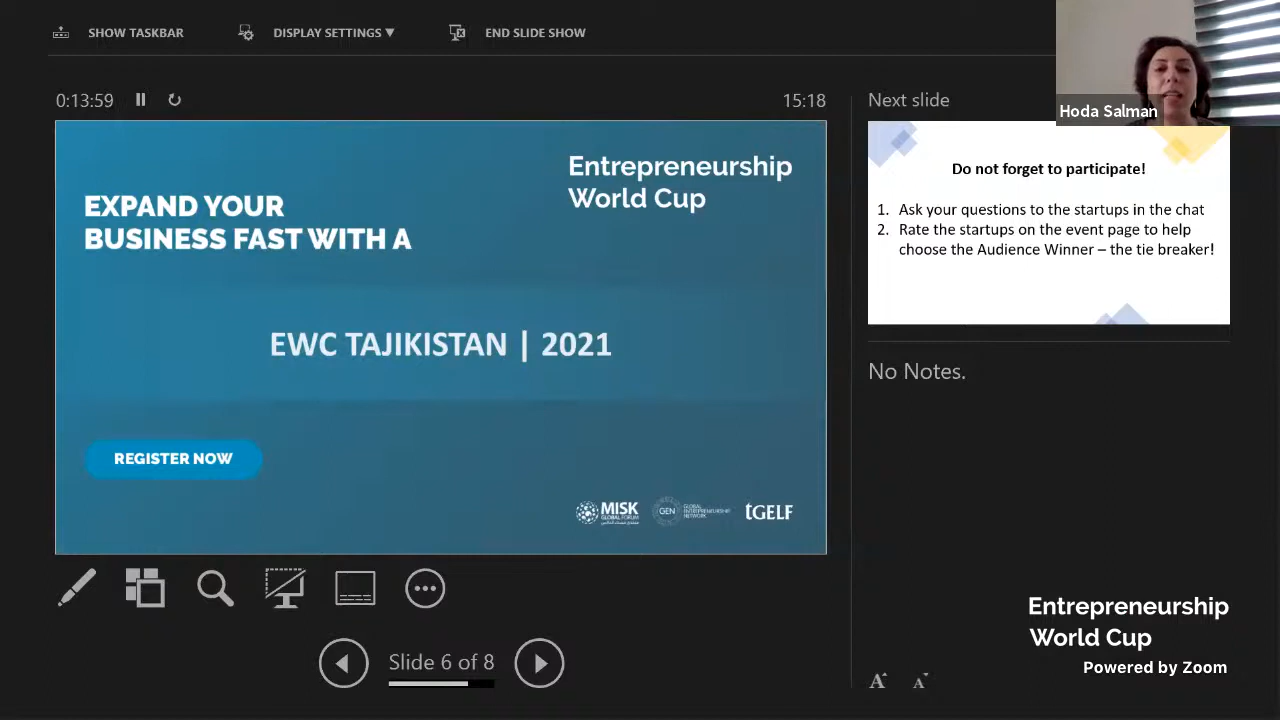 SHOW TASKBAR
DISPLAY SETTINGS ▼
END SLIDE SHOW
0:13:59
15:18
Next slide
Hoda Salman
Entrepreneurship
World Cup
EXPAND YOUR
BUSINESS FAST WITH A
EWC TAJIKISTAN | 2021
REGISTER NOW
MISK
GLOBAL FORUM
GEN
GLOBAL
ENTREPRENEURSHIP
NETWORK
tGELF
Do not forget to participate!
1. Ask your questions to the startups in the chat
2. Rate the startups on the event page to help
choose the Audience Winner – the tie breaker!
No Notes.
Slide 6 of 8
A A
Entrepreneurship
World Cup
Powered by Zoom